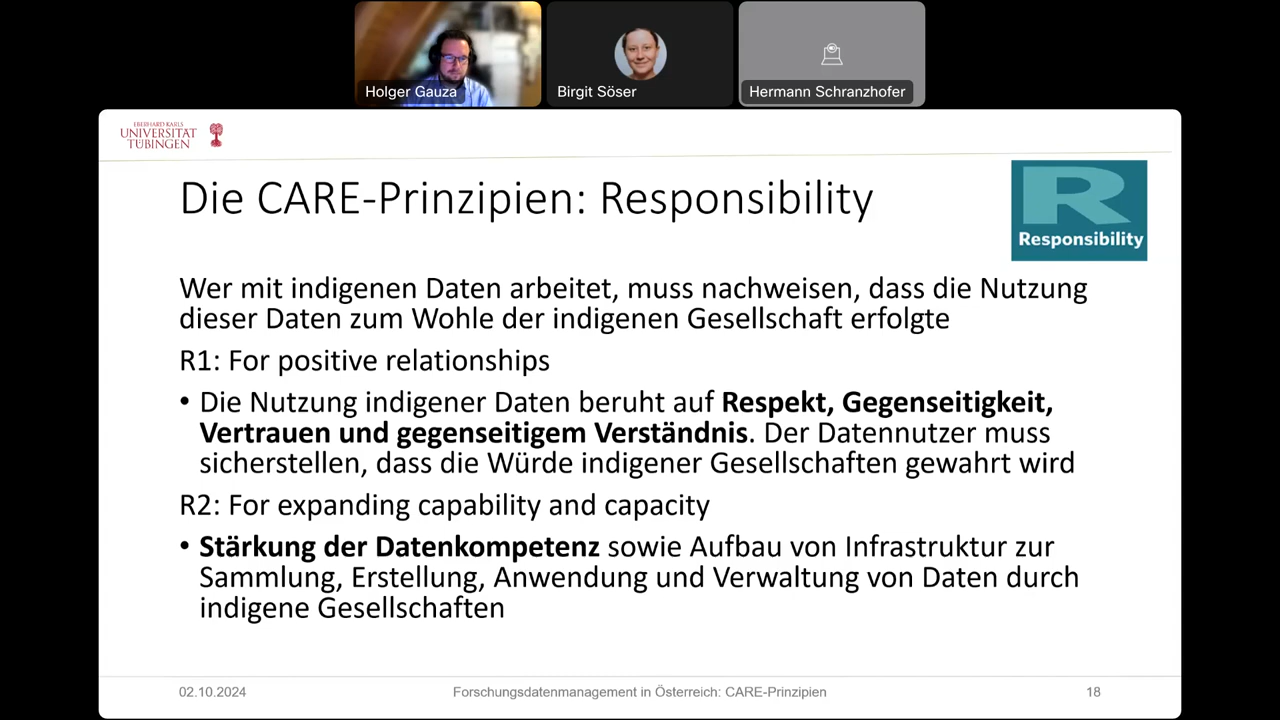 Holger Gauza
Birgit Söser
Hermann Schranzhofer
EBERHARD KARLS
UNIVERSITÄT
TÜBINGEN
Die CARE-Prinzipien: Responsibility
R
Responsibility
Wer mit indigenen Daten arbeitet, muss nachweisen, dass die Nutzung
dieser Daten zum Wohle der indigenen Gesellschaft erfolgte
R1: For positive relationships
• Die Nutzung indigener Daten beruht auf Respekt, Gegenseitigkeit,
Vertrauen und gegenseitigem Verständnis. Der Datennutzer muss
sicherstellen, dass die Würde indigener Gesellschaften gewahrt wird
R2: For expanding capability and capacity
• Stärkung der Datenkompetenz sowie Aufbau von Infrastruktur zur
Sammlung, Erstellung, Anwendung und Verwaltung von Daten durch
indigene Gesellschaften
02.10.2024
Forschungsdatenmanagement in Österreich: CARE-Prinzipien
18